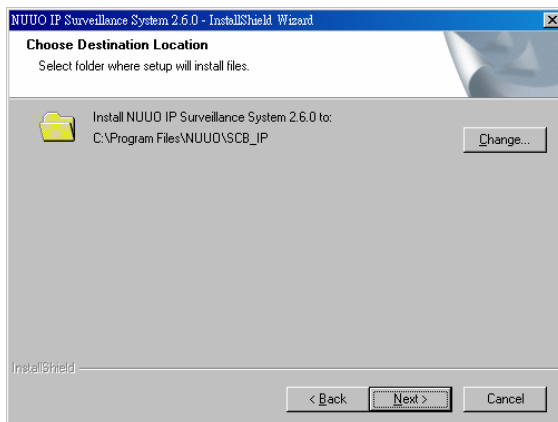 NUUO IP Surveillance System 2.6.0 - InstallShield Wizard
Choose Destination Location
Select folder where setup will install files.
Install NUUO IP Surveillance System 2.6.0 to:
C:\Program Files\NUUO\SCB_IP
Change...
InstallShield
< Back Next > Cancel